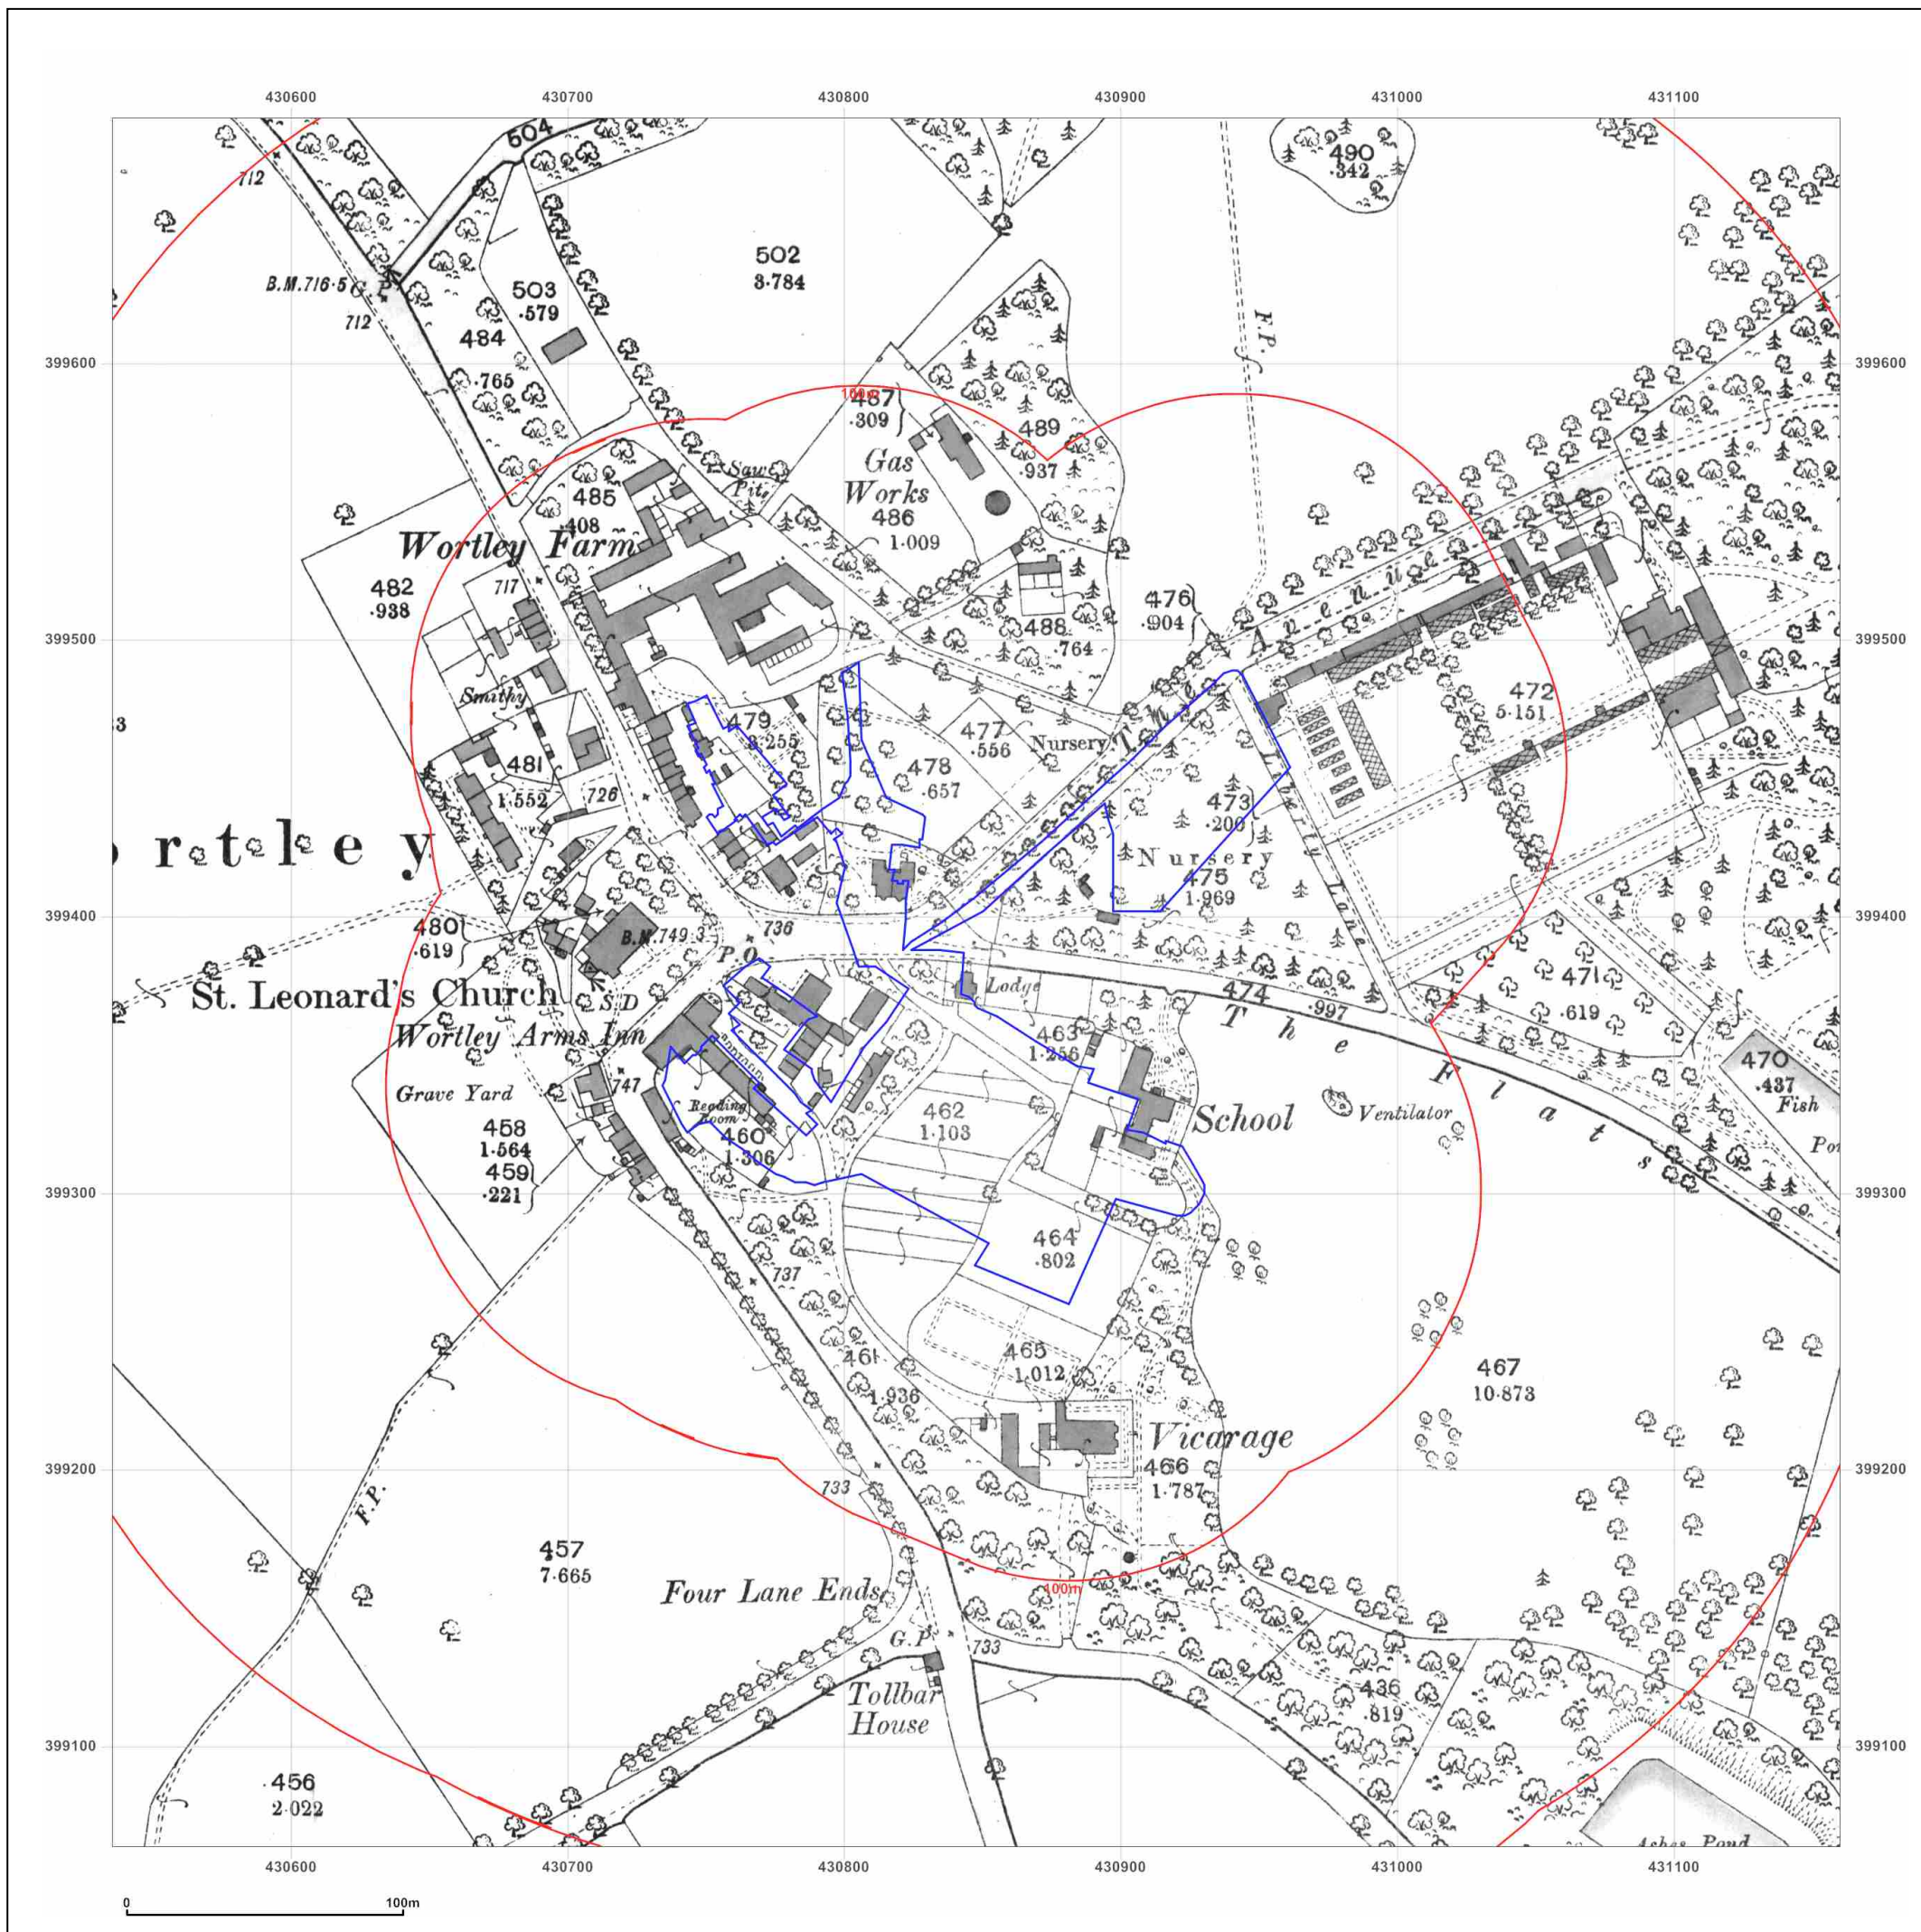 430600 430700 430800 430900 431000 431100
504
490
.342
712
502
3.784
B.M.716.5
G.P.
503
.579
F.P.
712
484
.765
399600
399600
100m
487
.309
489
.937
Gas
Works
Saw
Pit
485
.408
486
1.009
Wortley Farm
482
.938
717
476
.904
Avenue
488
.764
399500
399500
Smithy
472
5.151
479
3.255
477
.556
Nursery
478
.657
481
1.552
726
473
.200
Liberty Lane
Nursery
475
1.969
ortley
399400
399400
480
.619
B.M.749.3
736
P.O.
St. Leonard's Church
S.D
Lodge
474
.997
471
.619
The Flats
Wortley Arms Inn
463
1.256
470
.437
Fish
Grave Yard
747
Reading
Room
462
1.103
School
Ventilator
458
1.564
460
1.306
459
.221
399300
399300
464
.802
737
465
1.012
461
1.936
467
10.873
Vicarage
466
1.787
399200
399200
733
F.P.
457
7.665
Four Lane Ends
100m
G.P.
733
Tollbar
House
436
.819
399100
399100
456
2.022
Ashes Pond
430600 430700 430800 430900 431000 431100
0 100m